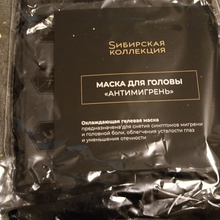 SИБИРСКАЯ
КОЛЛЕКЦИЯ
МАСКА ДЛЯ ГОЛОВЫ
«АНТИМИГРЕНЬ»
Охлаждающая гелевая маска
предназначена для снятия симптомов мигрени
и головной боли, облегчения усталости глаз
и уменьшения отечности